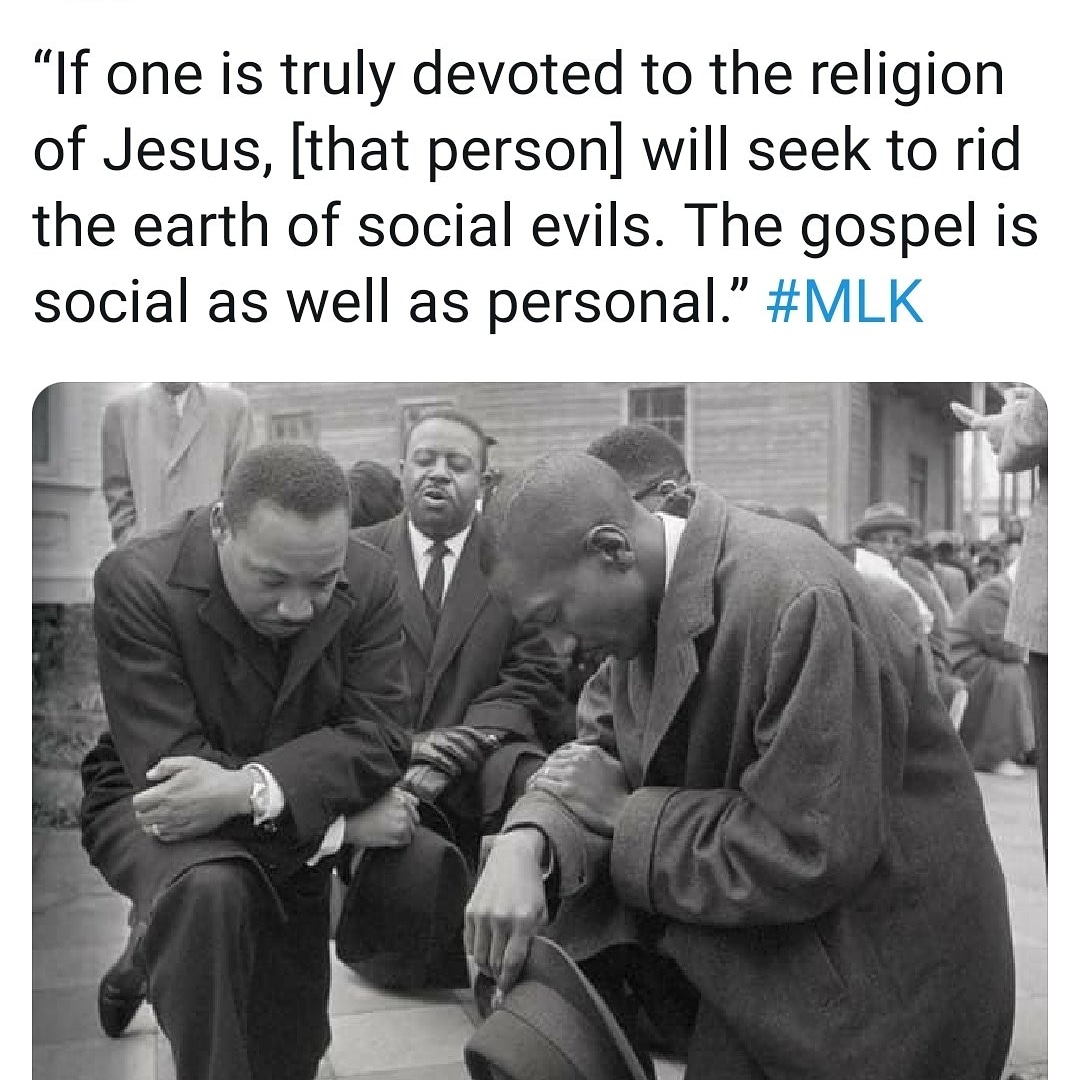 “If one is truly devoted to the religion
of Jesus, [that person] will seek to rid
the earth of social evils. The gospel is
social as well as personal.” #MLK